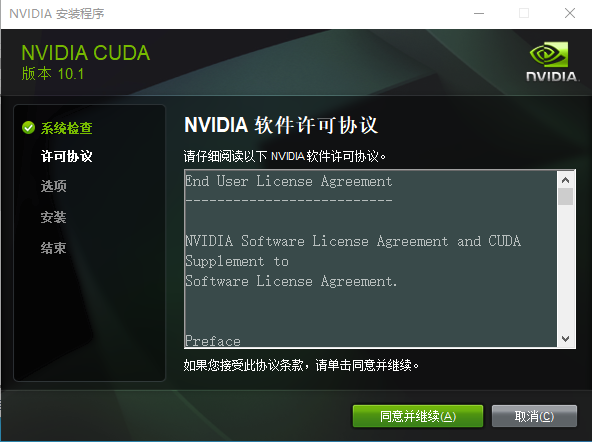 NVIDIA 安装程序
NVIDIA CUDA
版本 10.1
NVIDIA.
系统检查
许可协议
选项
安装
结束
NVIDIA 软件许可协议
请仔细阅读以下 NVIDIA 软件许可协议。
End User License Agreement
--------------------------
NVIDIA Software License Agreement and CUDA
Supplement to
Software License Agreement.
Preface
如果您接受此协议条款，请单击同意并继续。
同意并继续(A)
取消(C)